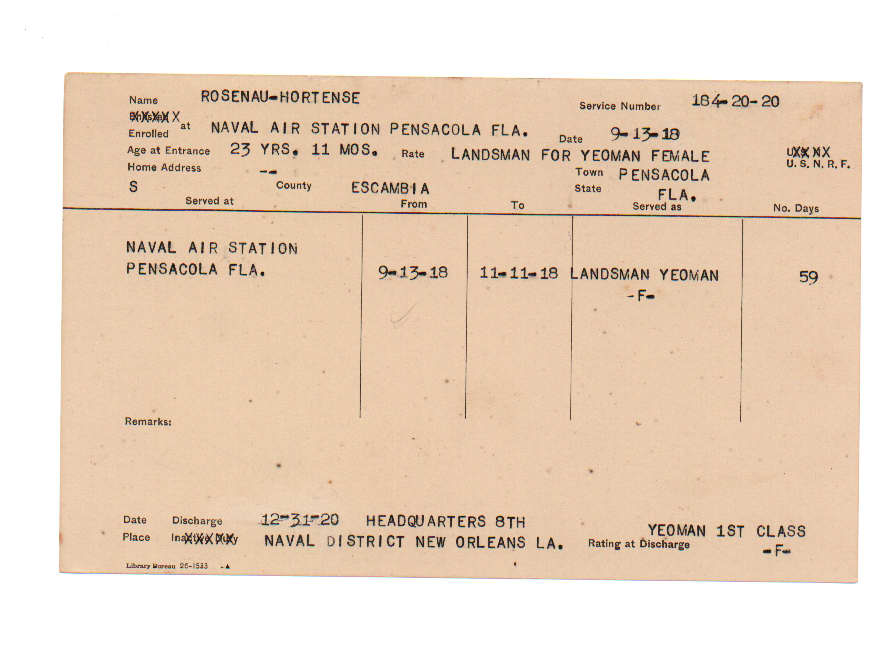 Name ROSENAU-HORTENSE Service Number 184-20-20
Enrolled at NAVAL AIR STATION PENSACOLA FLA. Date 9-13-18
Age at Entrance 23 YRS. 11 MOS. Rate LANDSMAN FOR YEOMAN FEMALE U. S. N. R. F.
Home Address -- Town PENSACOLA
S County ESCAMBIA State FLA.
Served at From To Served as No. Days
NAVAL AIR STATION
PENSACOLA FLA. 9-13-18 11-11-18 LANDSMAN YEOMAN 59
-F-
Remarks:
Date Discharge 12-31-20 HEADQUARTERS 8TH YEOMAN 1ST CLASS
Place Inactive Duty NAVAL DISTRICT NEW ORLEANS LA. Rating at Discharge -F-
Library Bureau 26-1533